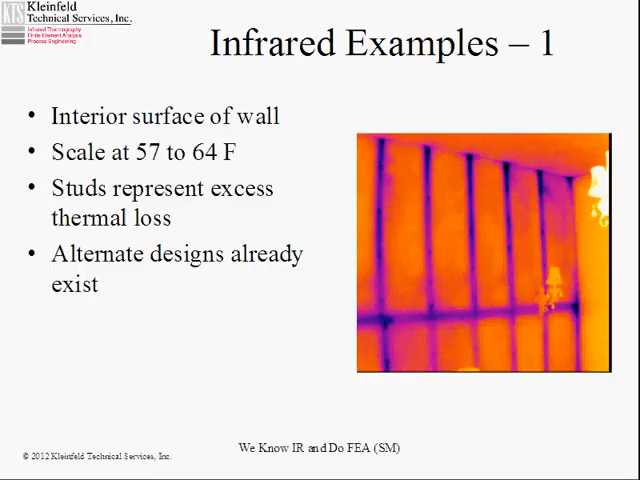 KTS
Kleinfeld
Technical Services, Inc.
Infrared Thermography
Finite Element Analysis
Process Engineering
Infrared Examples – 1
• Interior surface of wall
• Scale at 57 to 64 F
• Studs represent excess
thermal loss
• Alternate designs already
exist
We Know IR and Do FEA (SM)
© 2012 Kleinfeld Technical Services, Inc.